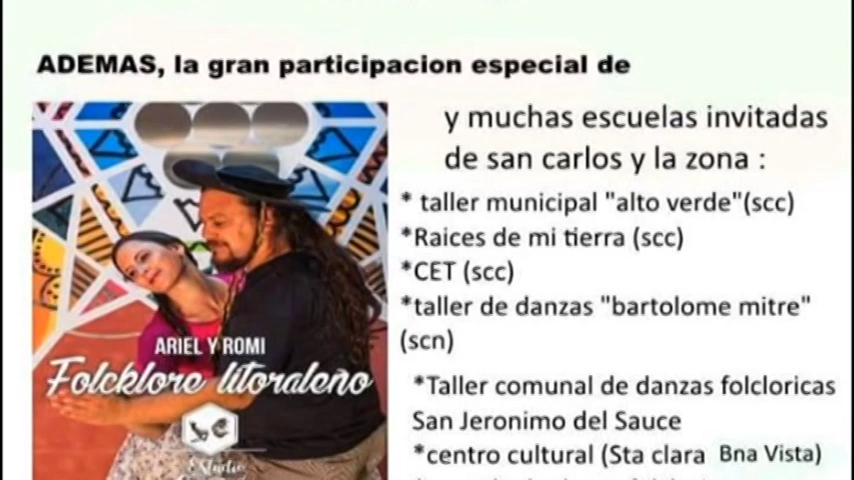 ADEMAS, la gran participacion especial de
y muchas escuelas invitadas
de san carlos y la zona :
* taller municipal "alto verde"(scc)
*Raices de mi tierra (scc)
*CET (scc)
*taller de danzas "bartolome mitre"
(scn)
*Taller comunal de danzas folcloricas
San Jeronimo del Sauce
*centro cultural (Sta clara Bna Vista)
ARIEL Y ROMI
Folcklore litoraleño
EStudio